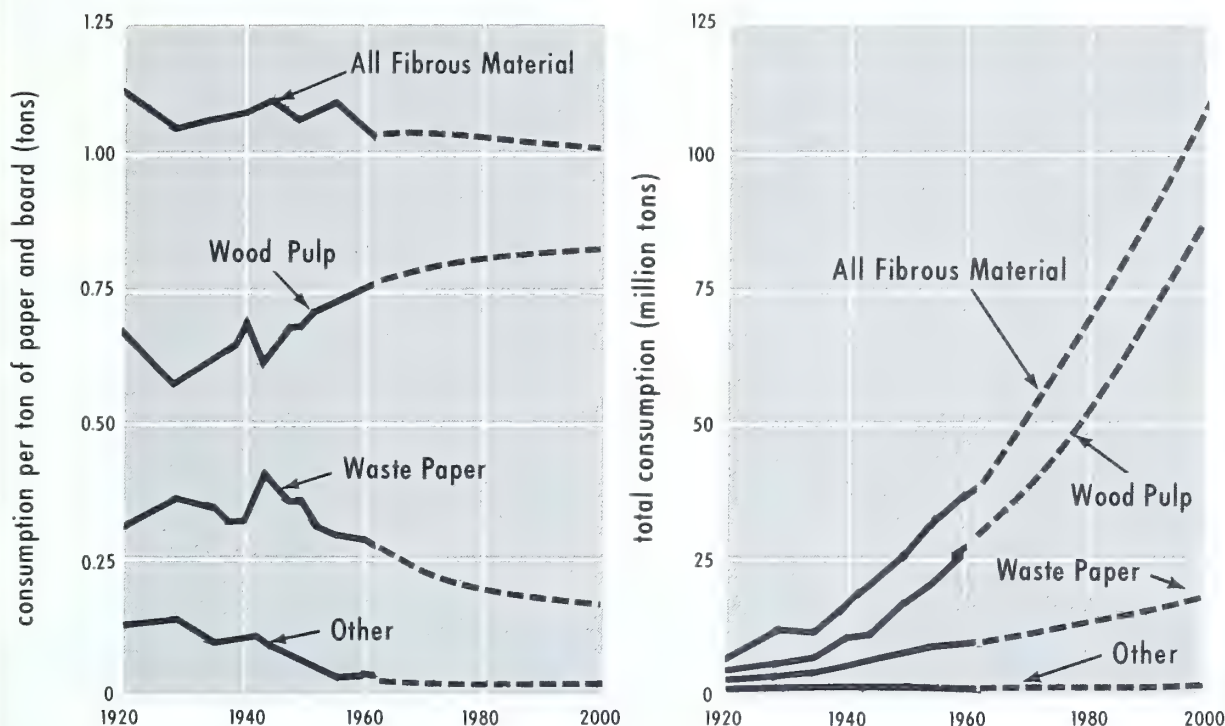 consumption per ton of paper and board (tons)
1.25
1.00
0.75
0.50
0.25
0
All Fibrous Material
Wood Pulp
Waste Paper
Other
1920
1940
1960
1980
2000
total consumption (million tons)
125
100
75
50
25
0
All Fibrous Material
Wood Pulp
Waste Paper
Other
1920
1940
1960
1980
2000